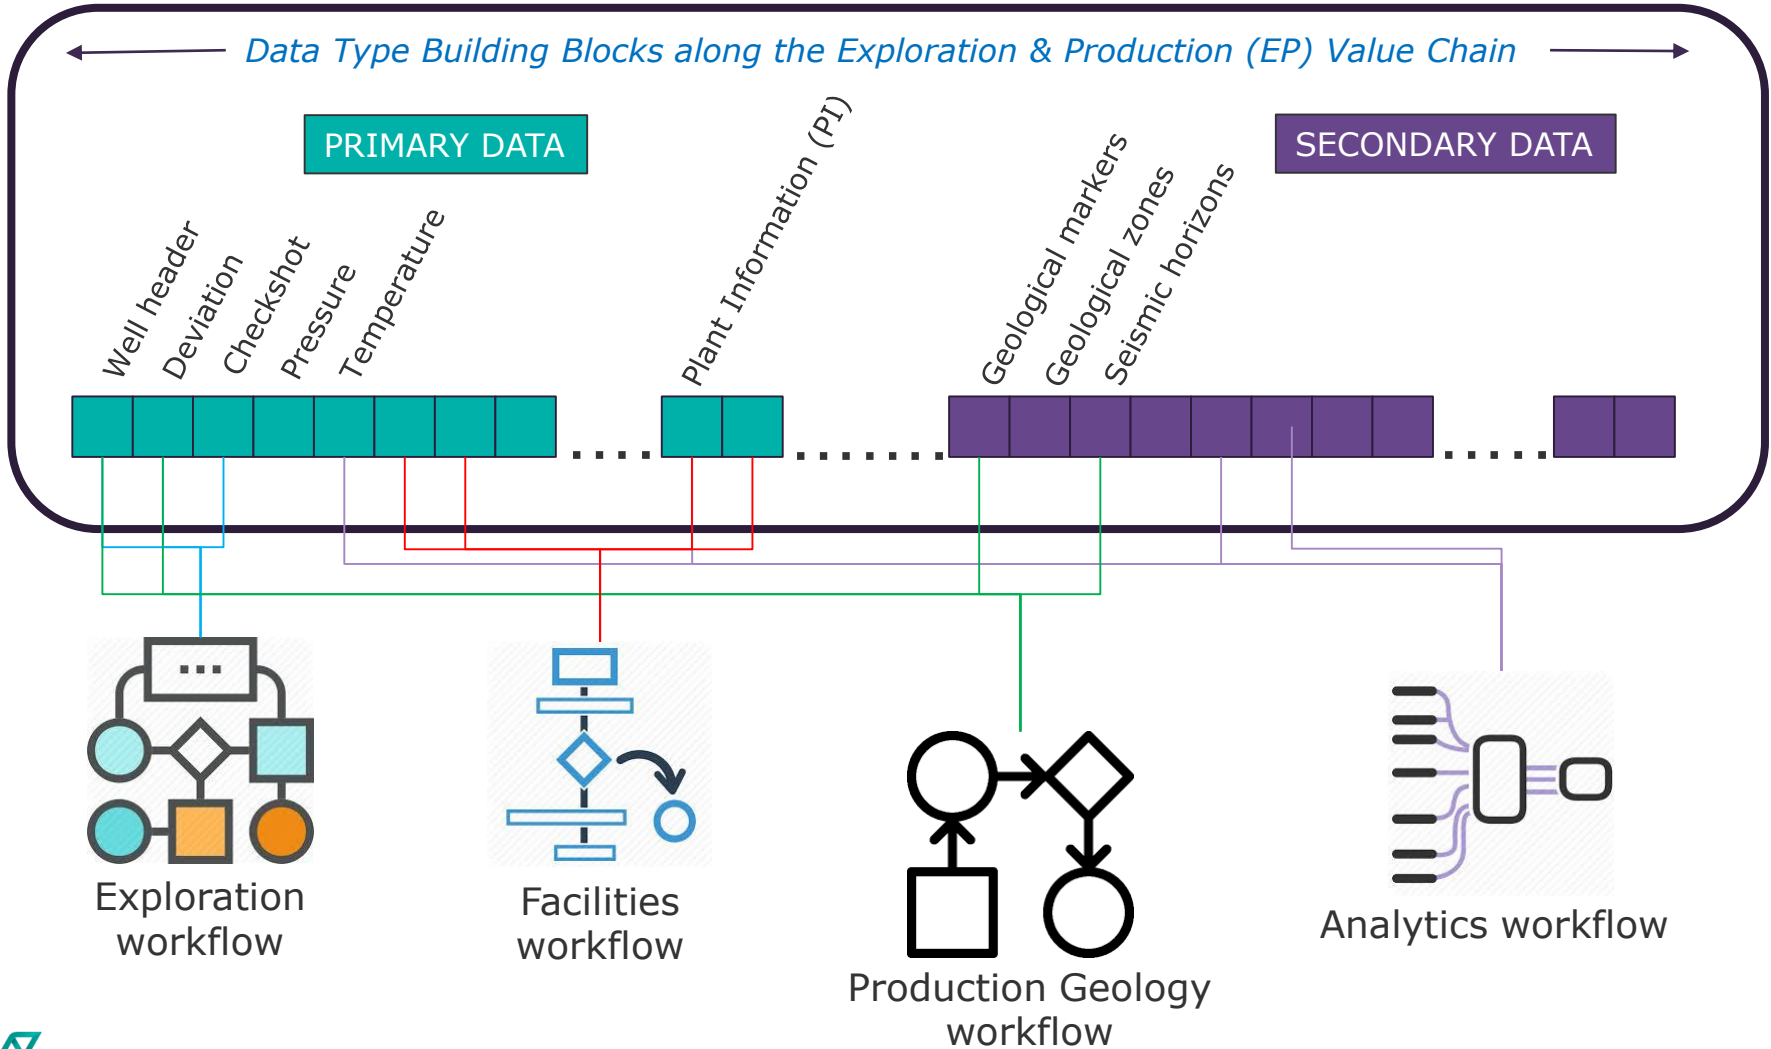 Data Type Building Blocks along the Exploration & Production (EP) Value Chain
PRIMARY DATA
SECONDARY DATA
Well header
Deviation
Checkshot
Pressure
Temperature
Plant Information (PI)
Geological markers
Geological zones
Seismic horizons
Exploration
workflow
Facilities
workflow
Production Geology
workflow
Analytics workflow